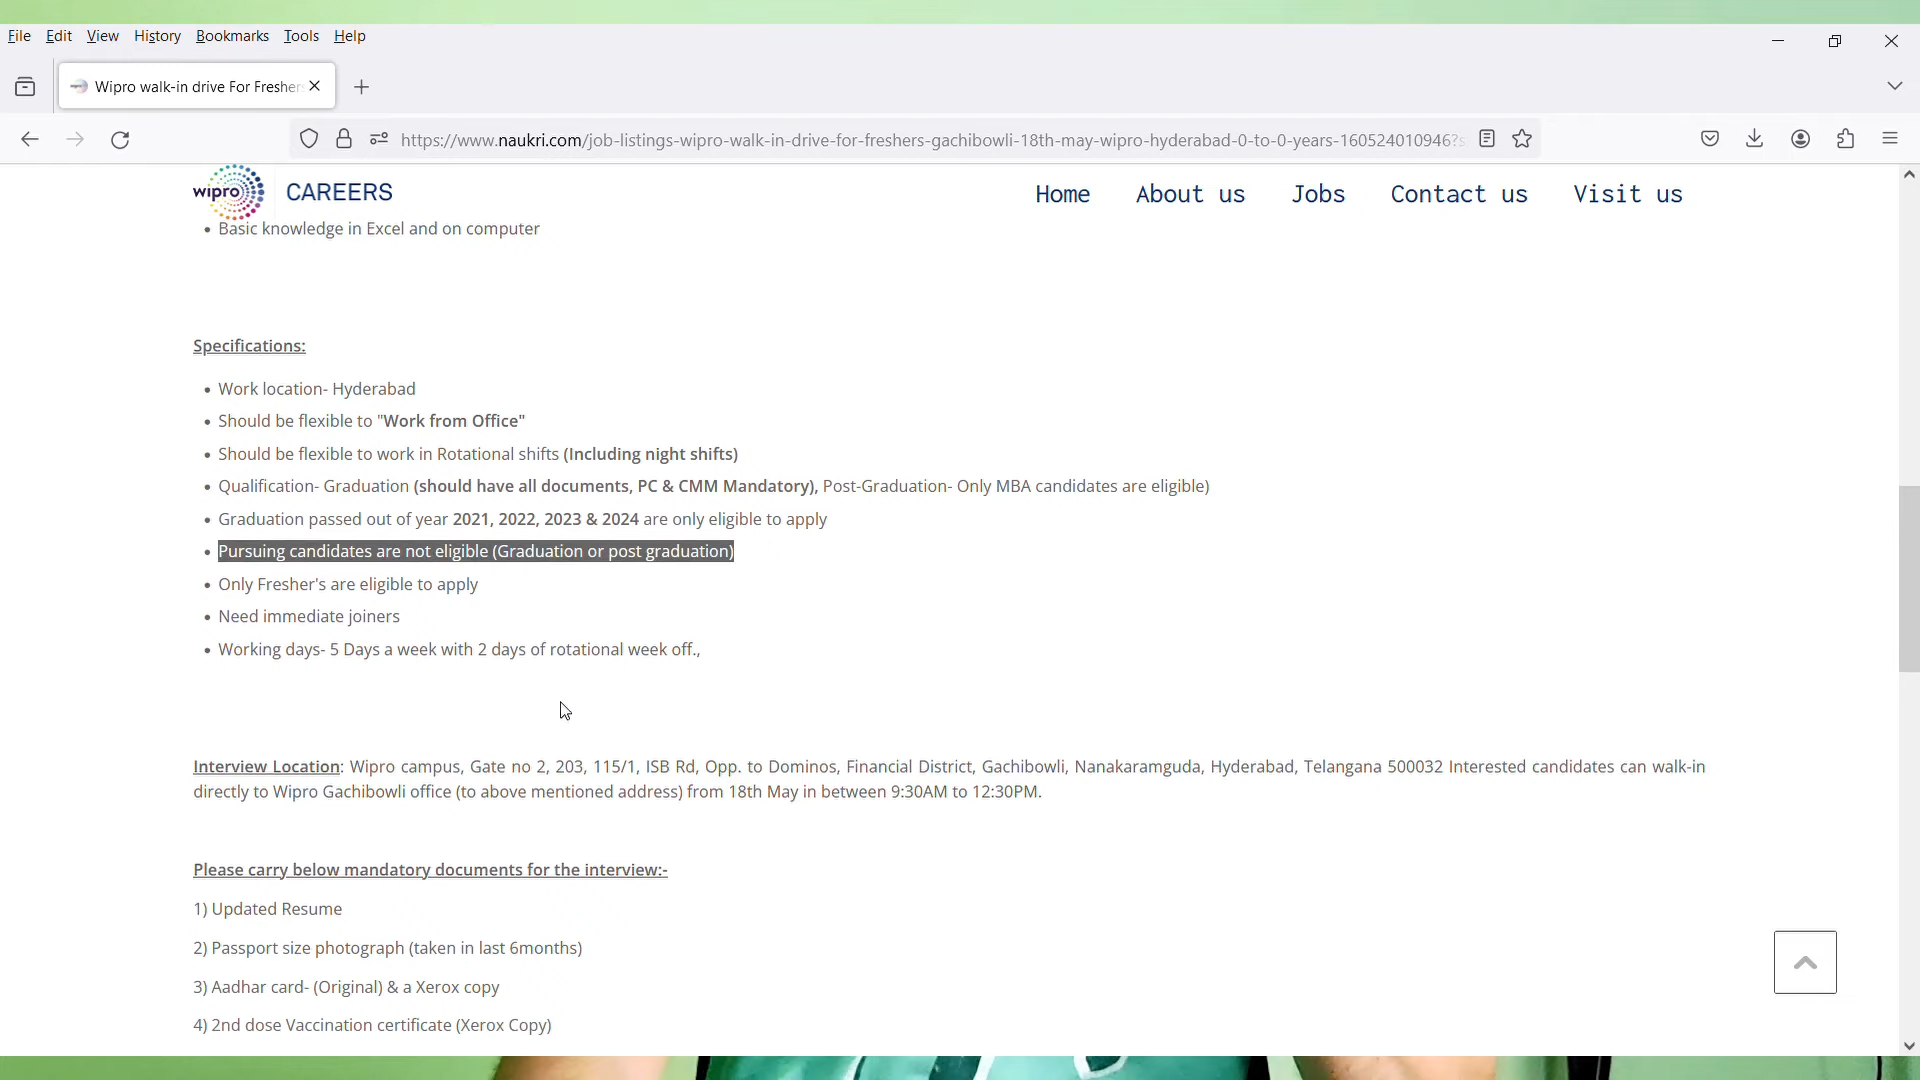 File Edit View History Bookmarks Tools Help
Wipro walk-in drive For Fresher
https://www.naukri.com/job-listings-wipro-walk-in-drive-for-freshers-gachibowli-18th-may-wipro-hyderabad-0-to-0-years-160524010946?s
wipro CAREERS Home About us Jobs Contact us Visit us
• Basic knowledge in Excel and on computer
Specifications:
• Work location- Hyderabad
• Should be flexible to "Work from Office"
• Should be flexible to work in Rotational shifts (Including night shifts)
• Qualification- Graduation (should have all documents, PC & CMM Mandatory), Post-Graduation- Only MBA candidates are eligible)
• Graduation passed out of year 2021, 2022, 2023 & 2024 are only eligible to apply
• Pursuing candidates are not eligible (Graduation or post graduation)
• Only Fresher's are eligible to apply
• Need immediate joiners
• Working days- 5 Days a week with 2 days of rotational week off.,
Interview Location: Wipro campus, Gate no 2, 203, 115/1, ISB Rd, Opp. to Dominos, Financial District, Gachibowli, Nanakaramguda, Hyderabad, Telangana 500032 Interested candidates can walk-in
directly to Wipro Gachibowli office (to above mentioned address) from 18th May in between 9:30AM to 12:30PM.
Please carry below mandatory documents for the interview:-
1) Updated Resume
2) Passport size photograph (taken in last 6months)
3) Aadhar card- (Original) & a Xerox copy
4) 2nd dose Vaccination certificate (Xerox Copy)